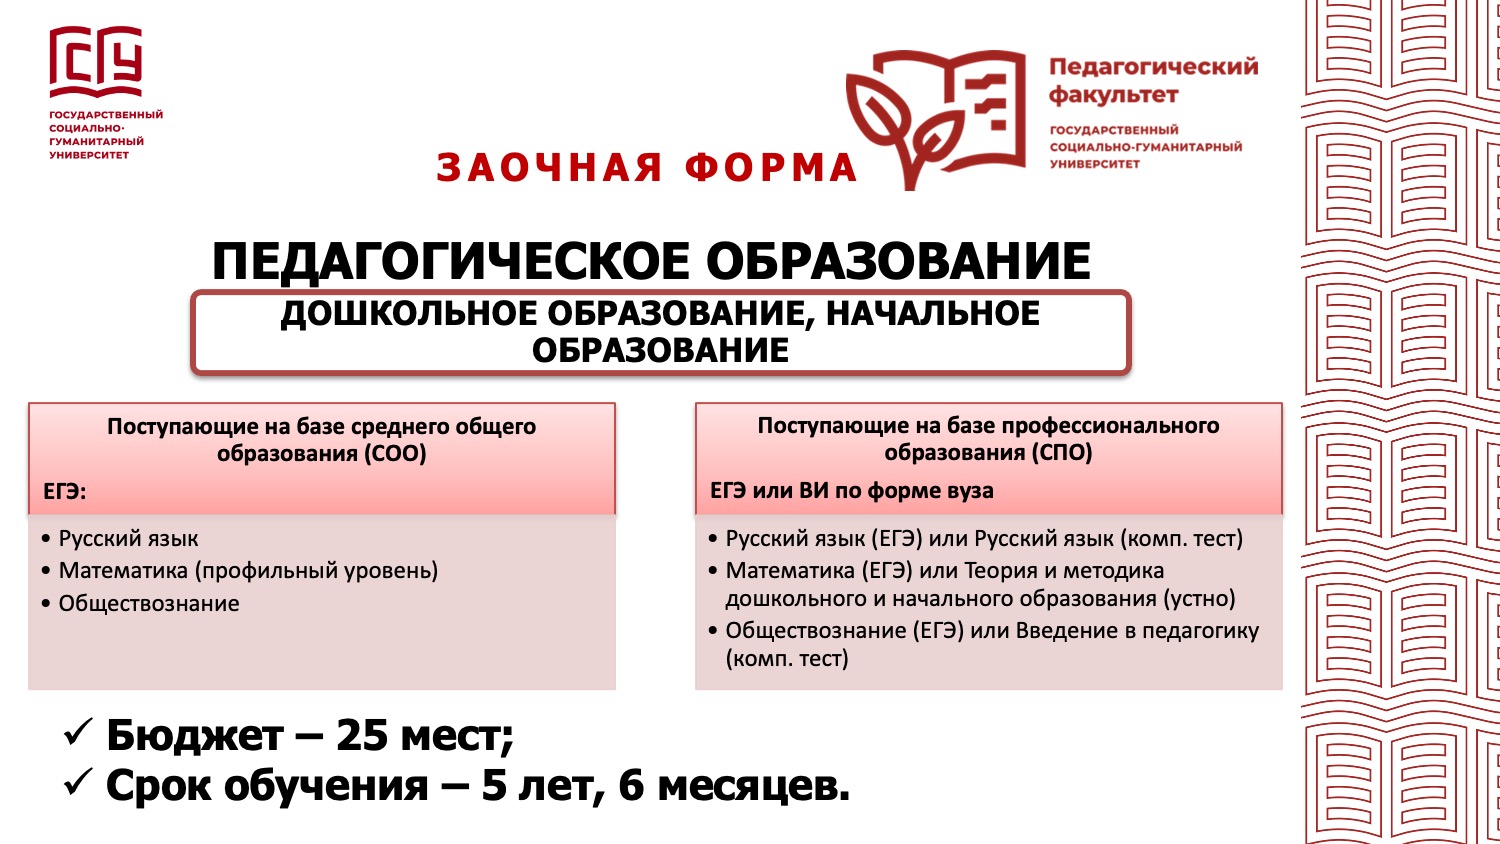 ГСГУ
ГОСУДАРСТВЕННЫЙ
СОЦИАЛЬНО-
ГУМАНИТАРНЫЙ
УНИВЕРСИТЕТ
Педагогический
факультет
ГОСУДАРСТВЕННЫЙ
СОЦИАЛЬНО-ГУМАНИТАРНЫЙ
УНИВЕРСИТЕТ
ЗАОЧНАЯ ФОРМА
ПЕДАГОГИЧЕСКОЕ ОБРАЗОВАНИЕ
ДОШКОЛЬНОЕ ОБРАЗОВАНИЕ, НАЧАЛЬНОЕ
ОБРАЗОВАНИЕ
Поступающие на базе среднего общего
образования (СОО)
ЕГЭ:
• Русский язык
• Математика (профильный уровень)
• Обществознание
Поступающие на базе профессионального
образования (СПО)
ЕГЭ или ВИ по форме вуза
• Русский язык (ЕГЭ) или Русский язык (комп. тест)
• Математика (ЕГЭ) или Теория и методика
дошкольного и начального образования (устно)
• Обществознание (ЕГЭ) или Введение в педагогику
(комп. тест)
✓ Бюджет – 25 мест;
✓ Срок обучения – 5 лет, 6 месяцев.